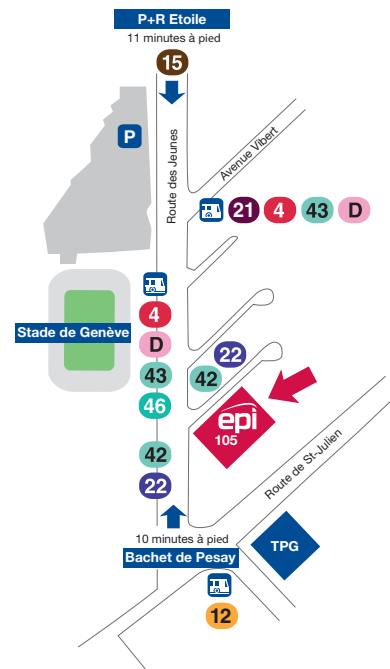 P+R Etoile
11 minutes à pied
15
P
Route des Jeunes
Avenue Vibert
21 4 43 D
4
Stade de Genève
D
22
43
42
46
epi
105
42
22
Route de St-Julien
10 minutes à pied
Bachet de Pesay
TPG
12